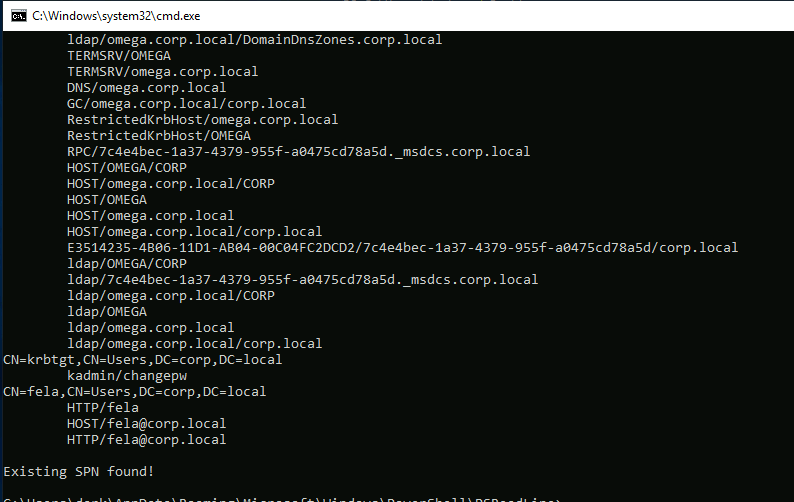 C:\Windows\system32\cmd.exe
ldap/omega.corp.local/DomainDnsZones.corp.local
TERMSRV/OMEGA
TERMSRV/omega.corp.local
DNS/omega.corp.local
GC/omega.corp.local/corp.local
RestrictedKrbHost/omega.corp.local
RestrictedKrbHost/OMEGA
RPC/7c4e4bec-1a37-4379-955f-a0475cd78a5d._msdcs.corp.local
HOST/OMEGA/CORP
HOST/omega.corp.local/CORP
HOST/OMEGA
HOST/omega.corp.local
HOST/omega.corp.local/corp.local
E3514235-4B06-11D1-AB04-00C04FC2DCD2/7c4e4bec-1a37-4379-955f-a0475cd78a5d/corp.local
ldap/OMEGA/CORP
ldap/7c4e4bec-1a37-4379-955f-a0475cd78a5d._msdcs.corp.local
ldap/omega.corp.local/CORP
ldap/OMEGA
ldap/omega.corp.local
ldap/omega.corp.local/corp.local
CN=krbtgt,CN=Users,DC=corp,DC=local
kadmin/changepw
CN=fela,CN=Users,DC=corp,DC=local
HTTP/fela
HOST/fela@corp.local
HTTP/fela@corp.local
Existing SPN found!